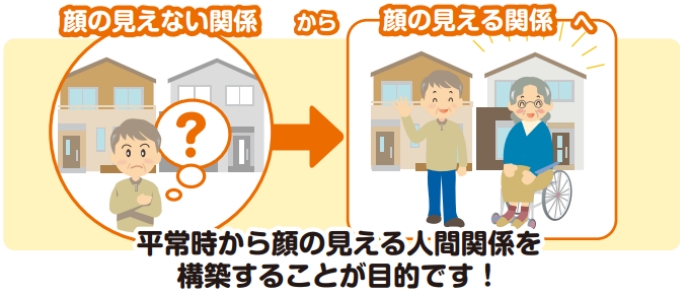 顔の見えない関係 から 顔の見える関係 へ
?
平常時から顔の見える人間関係を
構築することが目的です！